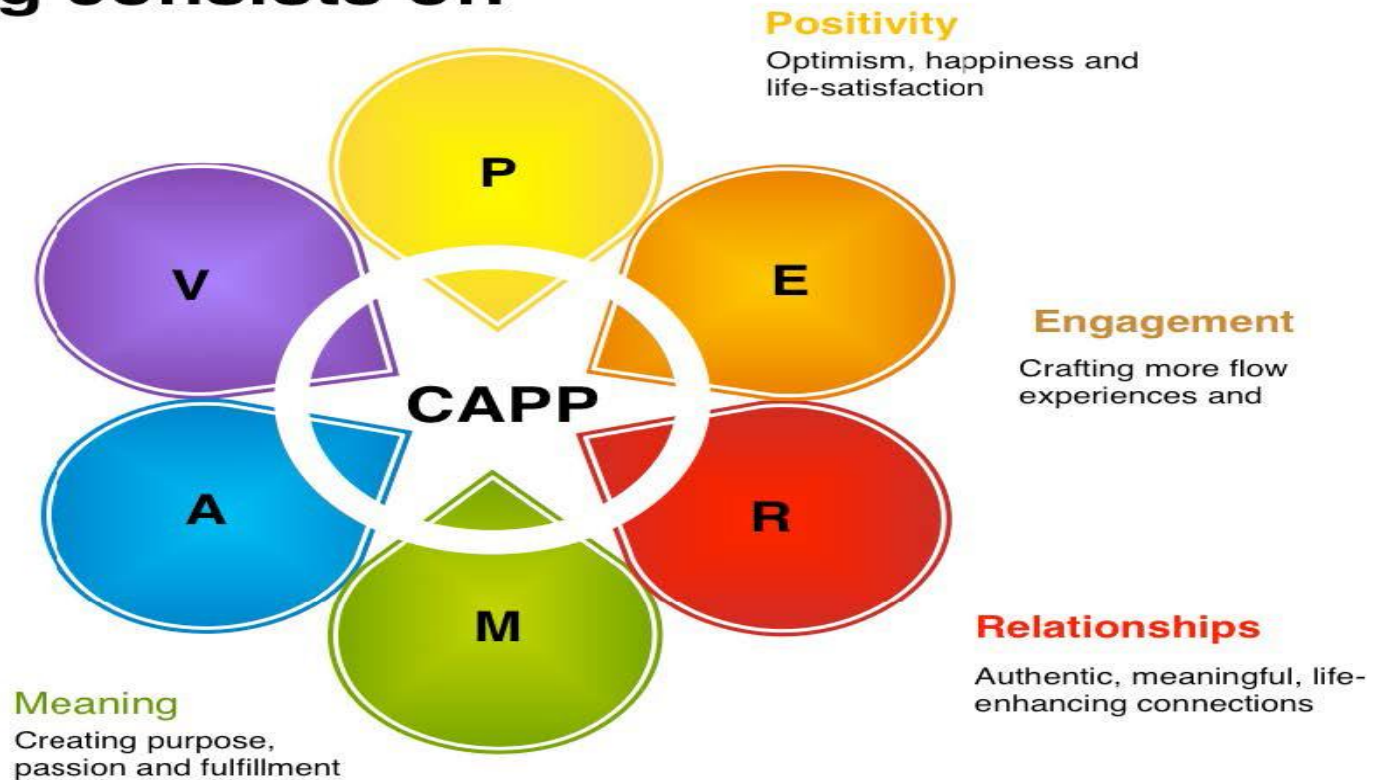 consists
Positivity
Optimism, happiness and
life-satisfaction
P
V
E
Engagement
Crafting more flow
experiences and
CAPP
A
R
M
Relationships
Authentic, meaningful, life-
enhancing connections
Meaning
Creating purpose,
passion and fulfillment